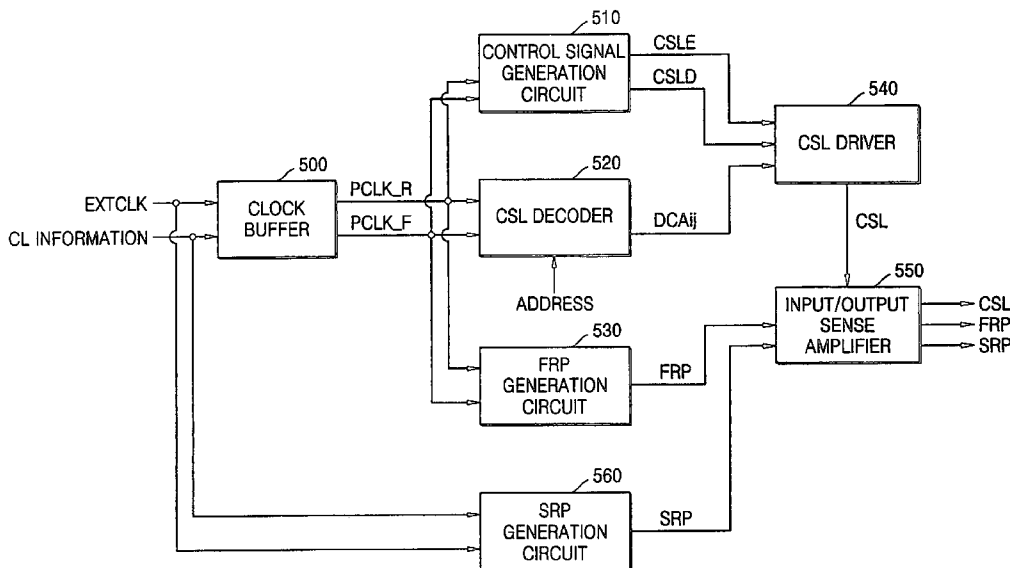 510
CONTROL SIGNAL
GENERATION
CIRCUIT
CSLE
CSLD
540
CSL DRIVER
500
CLOCK
BUFFER
EXTCLK
CL INFORMATION
PCLK_R
PCLK_F
520
CSL DECODER
DCAij
CSL
ADDRESS
550
INPUT/OUTPUT
SENSE
AMPLIFIER
CSL
FRP
SRP
530
FRP
GENERATION
CIRCUIT
FRP
560
SRP
GENERATION
CIRCUIT
SRP